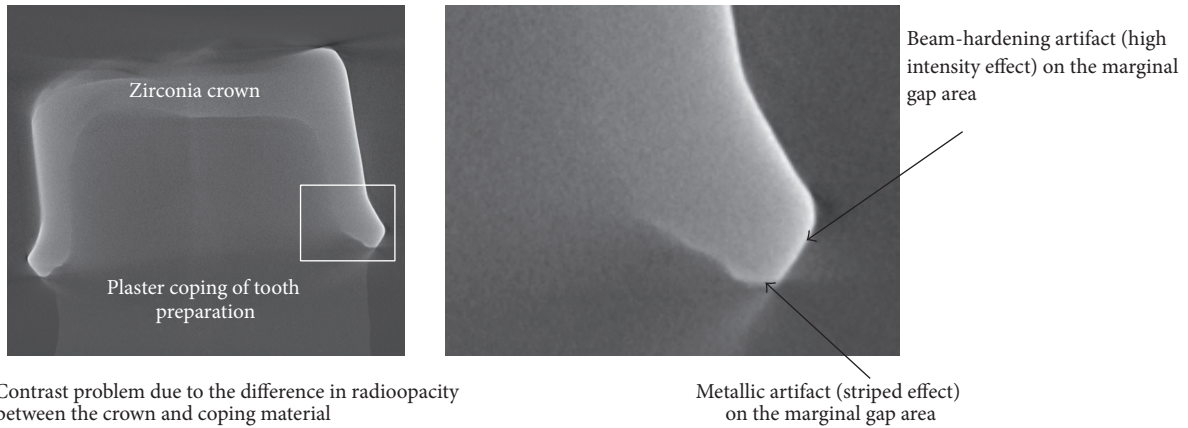 Zirconia crown
Plaster coping of tooth
preparation
Beam-hardening artifact (high
intensity effect) on the marginal
gap area
Contrast problem due to the difference in radioopacity
between the crown and coping material
Metallic artifact (striped effect)
on the marginal gap area